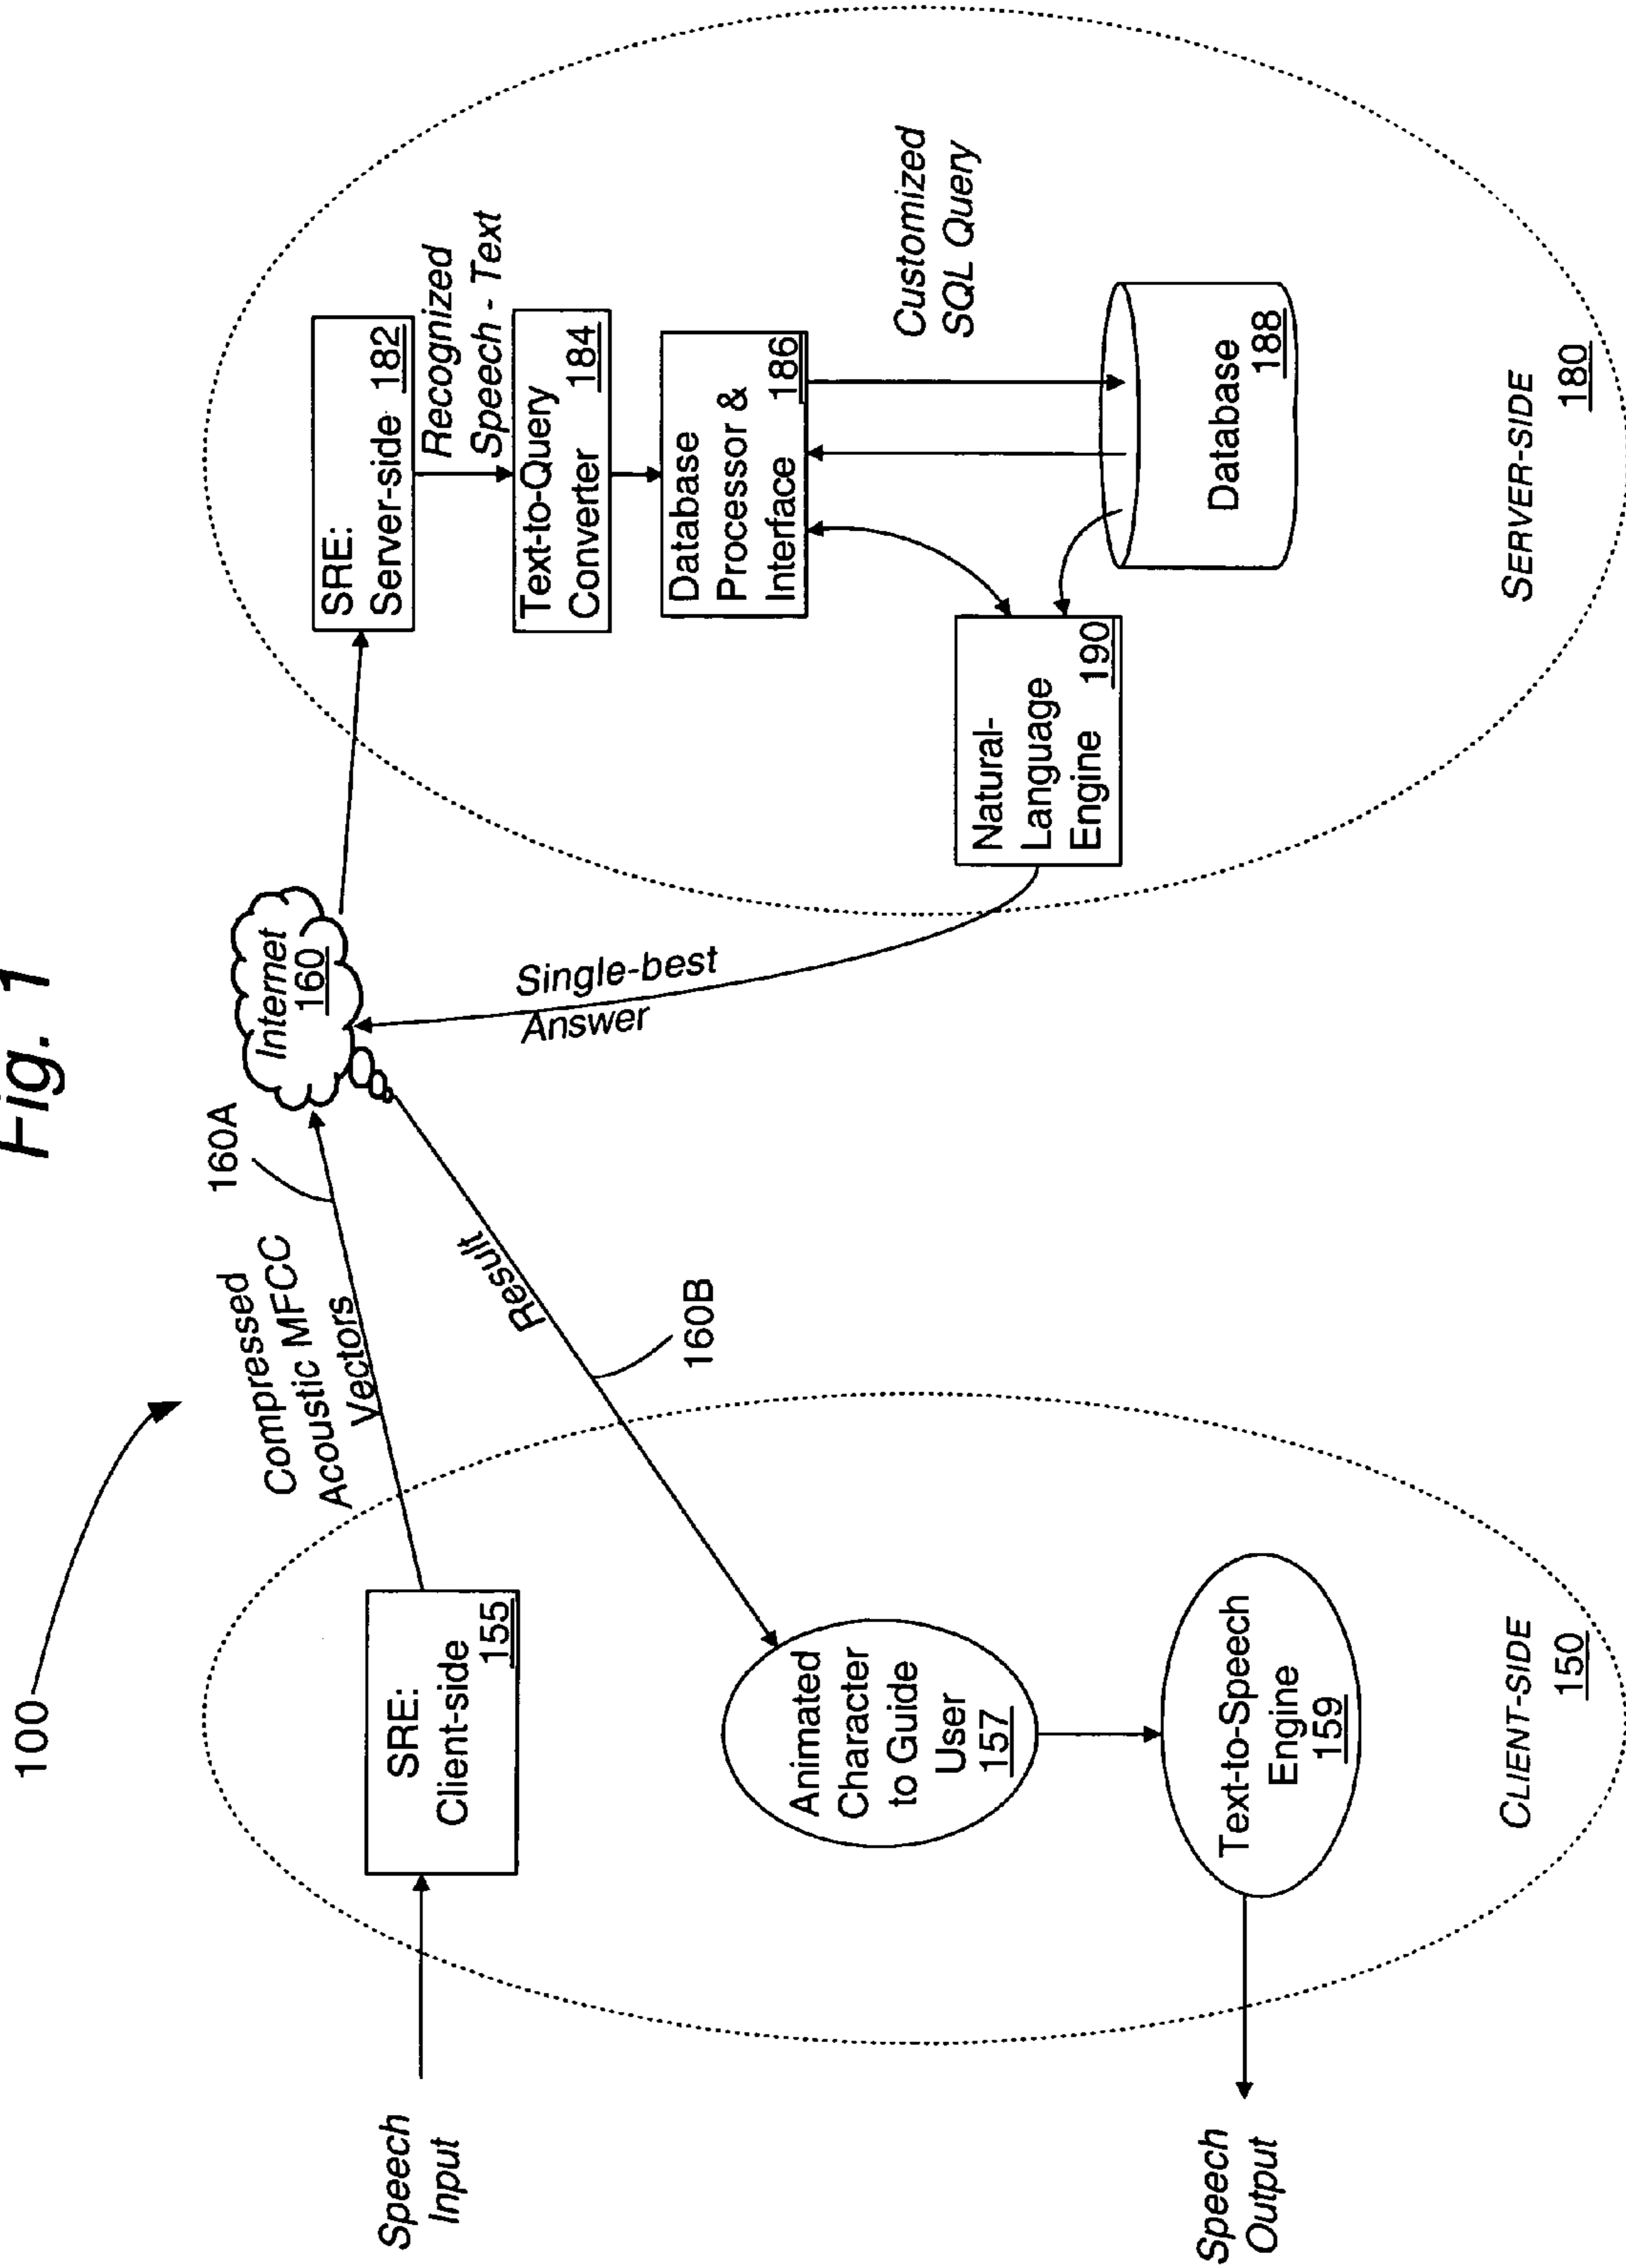 Fig. 1
100
Compressed
Acoustic MFCC
Vectors
160A
Internet
160
Speech
Input
SRE:
Client-side
155
Result
160B
Single-best
Answer
Animated
Character
to Guide
User
157
Text-to-Speech
Engine
159
Speech
Output
CLIENT-SIDE
150
SRE:
Server-side 182
Recognized
Speech - Text
Text-to-Query
Converter 184
Database
Processor &
Interface 186
Customized
SQL Query
Natural-
Language
Engine 190
Database
188
SERVER-SIDE
180